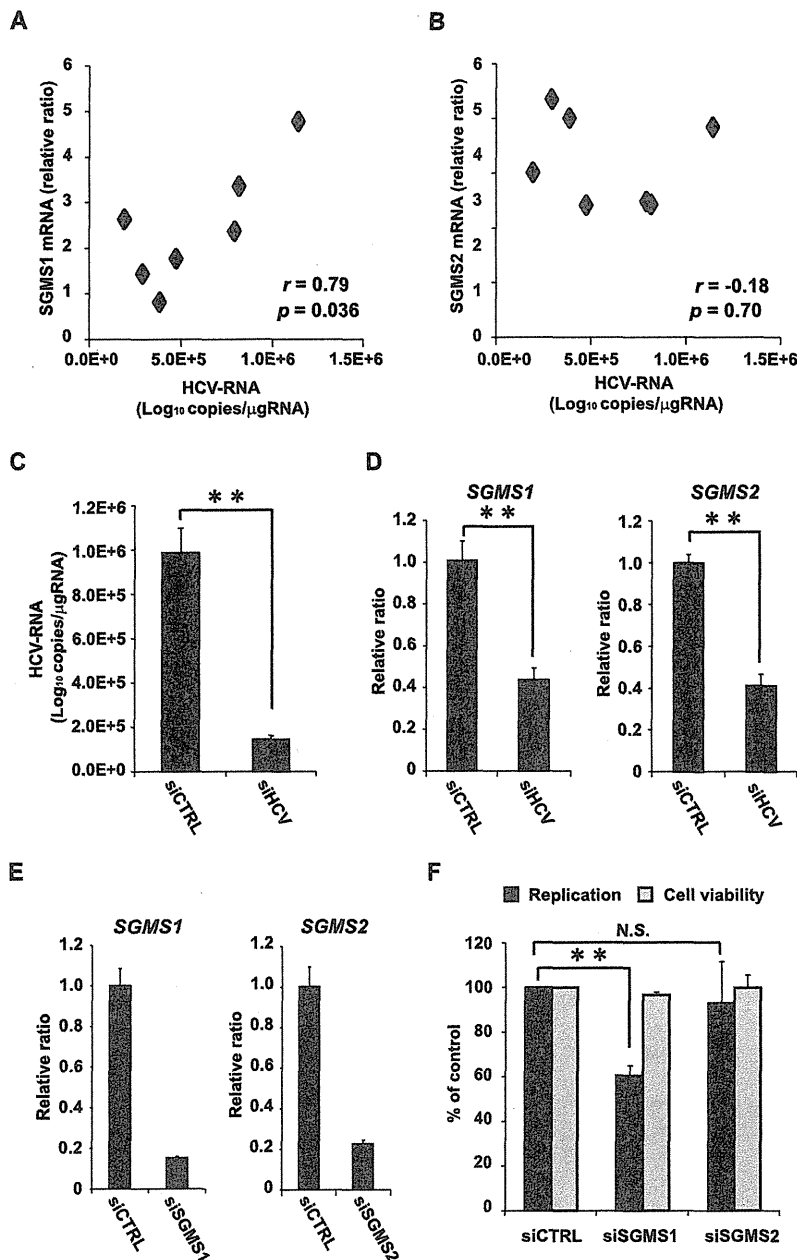 A
6
5
4
3
2
1
0
SGMS1 mRNA (relative ratio)
r = 0.79
p = 0.036
0.0E+0 5.0E+5 1.0E+6 1.5E+6
HCV-RNA
(Log10 copies/μgRNA)
B
6
5
4
3
2
1
0
SGMS2 mRNA (relative ratio)
r = -0.18
p = 0.70
0.0E+0 5.0E+5 1.0E+6 1.5E+6
HCV-RNA
(Log10 copies/μgRNA)
C
HCV-RNA
(Log10 copies/μgRNA)
1.2E+6
1.0E+6
8.0E+5
6.0E+5
4.0E+5
2.0E+5
0.0E+0
* *
siCTRL siHCV
D
SGMS1
Relative ratio
1.2
1.0
0.8
0.6
0.4
0.2
0
* *
siCTRL siHCV
SGMS2
Relative ratio
1.2
1.0
0.8
0.6
0.4
0.2
0
* *
siCTRL siHCV
E
SGMS1
Relative ratio
1.2
1.0
0.8
0.6
0.4
0.2
0
siCTRL siSGMS1
SGMS2
Relative ratio
1.2
1.0
0.8
0.6
0.4
0.2
0
siCTRL siSGMS2
F
Replication Cell viability
N.S.
* *
% of control
120
100
80
60
40
20
0
siCTRL siSGMS1 siSGMS2